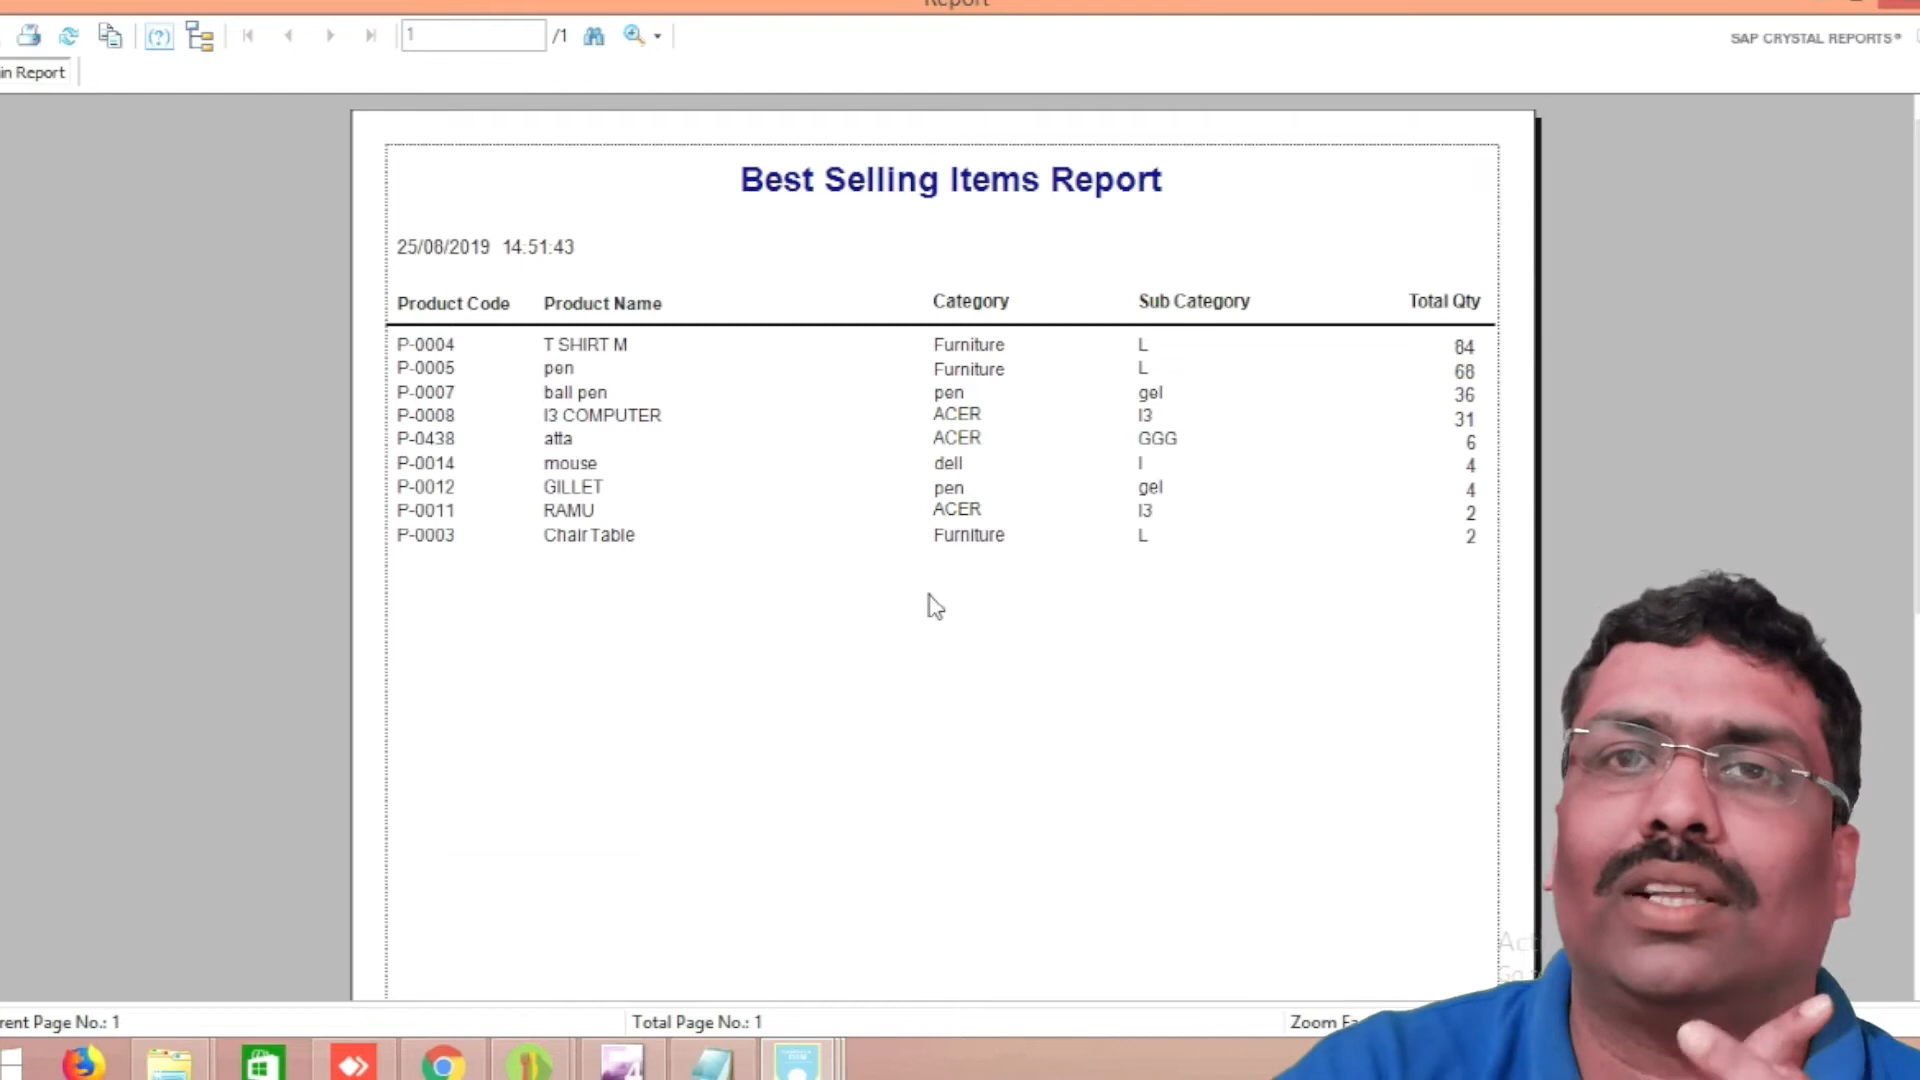 Report
1 /1
SAP CRYSTAL REPORTS®
in Report
Best Selling Items Report
25/08/2019 14:51:43
Product Code Product Name Category Sub Category Total Qty
P-0004 T SHIRT M Furniture L 84
P-0005 pen Furniture L 68
P-0007 ball pen pen gel 36
P-0008 I3 COMPUTER ACER I3 31
P-0438 atta ACER GGG 6
P-0014 mouse dell l 4
P-0012 GILLET pen gel 4
P-0011 RAMU ACER I3 2
P-0003 Chair Table Furniture L 2
Act
Go t
rent Page No.: 1 Total Page No.: 1 Zoom Fa